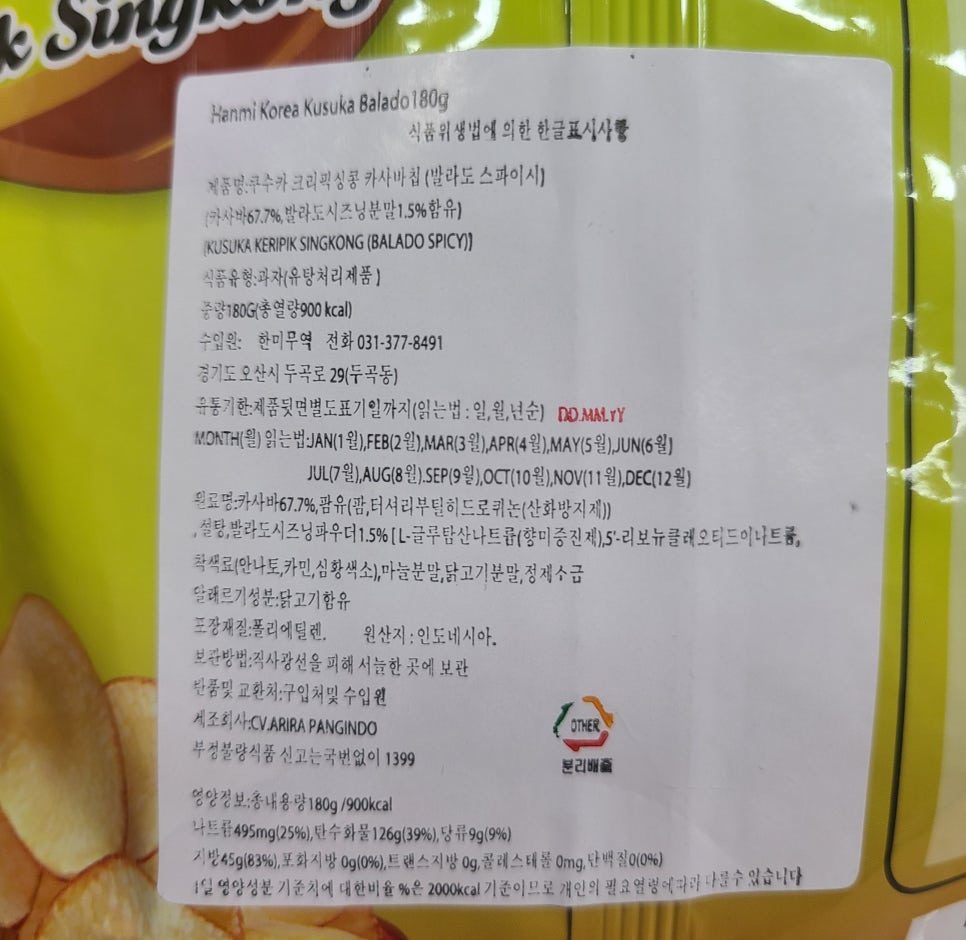 k Singkong
Hanmi Korea Kusuka Balado180g
식품위생법에 의한 한글표시사항
제품명:쿠수카 크리픽싱콩 카사바칩 (발라도 스파이시)
(카사바67.7%,발라도시즈닝분말1.5%함유)
[KUSUKA KERIPIK SINGKONG (BALADO SPICY)]
식품유형:과자(유탕처리제품 )
중량180G(총열량900 kcal)
수입원: 한미무역 전화 031-377-8491
경기도 오산시 두곡로 29(두곡동)
유통기한:제품뒷면별도표기일까지(읽는법 : 일,월,년순) DD.MM.YY
MONTH(월) 읽는법:JAN(1월),FEB(2월),MAR(3월),APR(4월),MAY(5월),JUN(6월)
JUL(7월),AUG(8월).SEP(9월),OCT(10월),NOV(11월),DEC(12월)
원료명:카사바67.7%,팜유(팜,터셔리부틸히드로퀴논(산화방지제))
,설탕,발라도시즈닝파우더1.5% [ L-글루탐산나트륨(향미증진제),5'-리보뉴클레오티드이나트륨,
착색료(안나토,카민,심황색소),마늘분말,닭고기분말,정제소금
알래르기성분:닭고기함유
포장재질:폴리에틸렌. 원산지 : 인도네시아.
보관방법:직사광선을 피해 서늘한 곳에 보관
반품및 교환처:구입처및 수입원
제조회사:CV.ARIRA PANGINDO
부정불량식품 신고는국번없이 1399
OTHER
분리배출
영양정보:총내용량180g /900kcal
나트륨495mg(25%),탄수화물126g(39%),당류9g(9%)
지방45g(83%),포화지방 0g(0%),트랜스지방 0g,콜레스테롤 0mg,단백질0(0%)
1일 영양성분 기준치에 대한비율 %은 2000kcal 기준이므로 개인의 필요열량에따라 다를수 있습니다